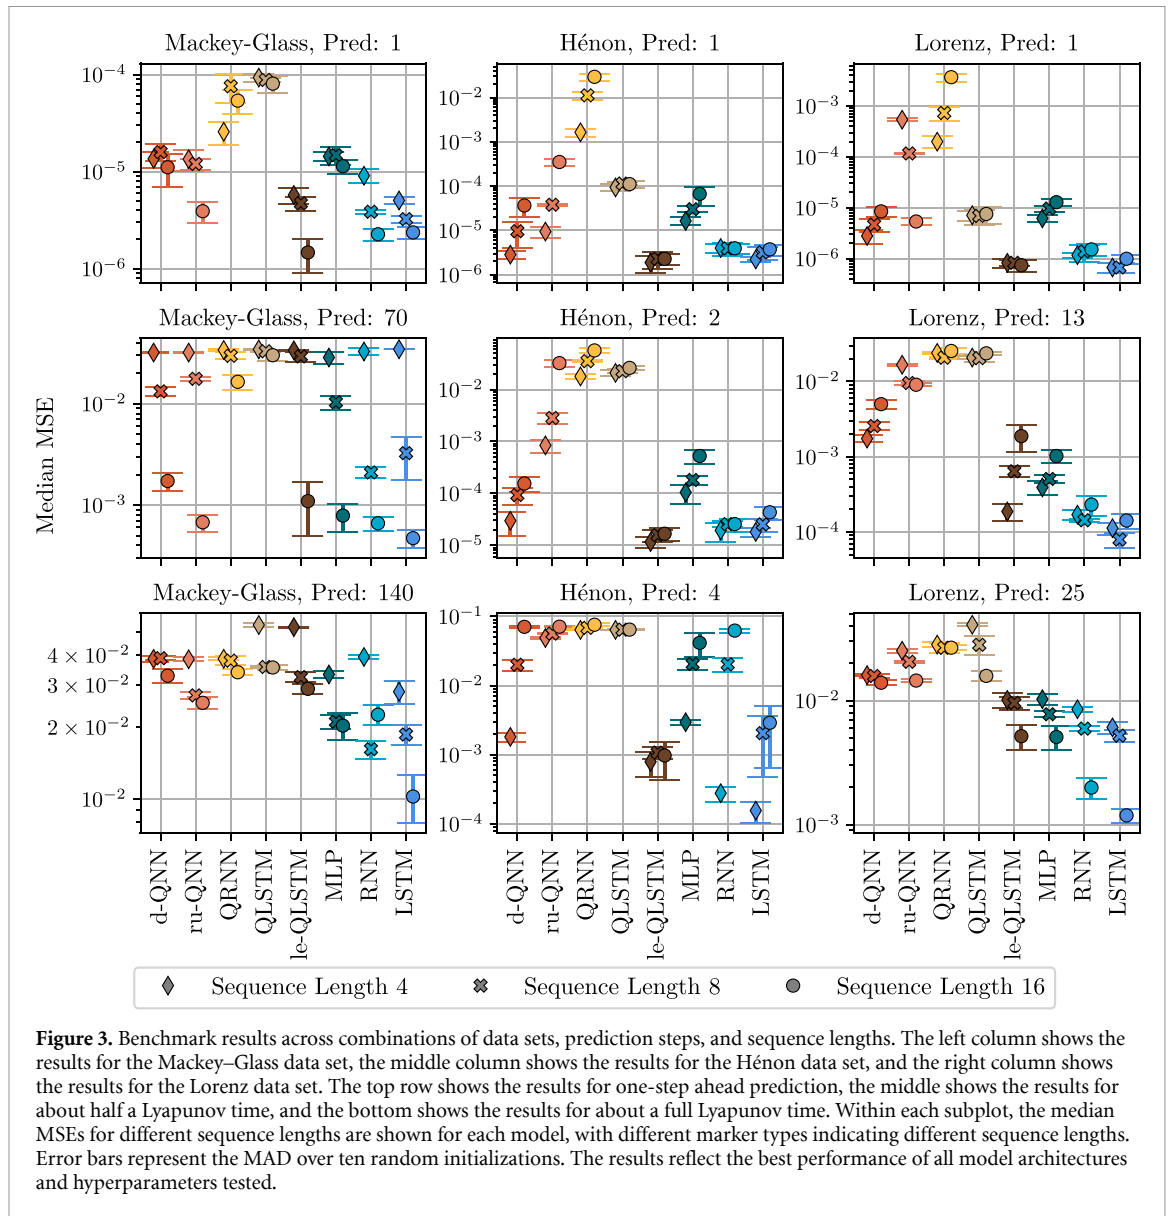 Mackey-Glass, Pred: 1
Hénon, Pred: 1
Lorenz, Pred: 1
10⁻⁴
10⁻⁵
10⁻⁶
10⁻²
10⁻³
10⁻⁴
10⁻⁵
10⁻⁶
10⁻³
10⁻⁴
10⁻⁵
10⁻⁶
Median MSE
Mackey-Glass, Pred: 70
Hénon, Pred: 2
Lorenz, Pred: 13
10⁻²
10⁻³
10⁻²
10⁻³
10⁻⁴
10⁻⁵
10⁻²
10⁻³
10⁻⁴
Mackey-Glass, Pred: 140
Hénon, Pred: 4
Lorenz, Pred: 25
4 × 10⁻²
3 × 10⁻²
2 × 10⁻²
10⁻²
10⁻¹
10⁻²
10⁻³
10⁻⁴
10⁻²
10⁻³
d-QNN
ru-QNN
QRNN
QLSTM
le-QLSTM
MLP
RNN
LSTM
d-QNN
ru-QNN
QRNN
QLSTM
le-QLSTM
MLP
RNN
LSTM
d-QNN
ru-QNN
QRNN
QLSTM
le-QLSTM
MLP
RNN
LSTM
Sequence Length 4
Sequence Length 8
Sequence Length 16
Figure 3. Benchmark results across combinations of data sets, prediction steps, and sequence lengths. The left column shows the
results for the Mackey–Glass data set, the middle column shows the results for the Hénon data set, and the right column shows
the results for the Lorenz data set. The top row shows the results for one-step ahead prediction, the middle shows the results for
about half a Lyapunov time, and the bottom shows the results for about a full Lyapunov time. Within each subplot, the median
MSEs for different sequence lengths are shown for each model, with different marker types indicating different sequence lengths.
Error bars represent the MAD over ten random initializations. The results reflect the best performance of all model architectures
and hyperparameters tested.